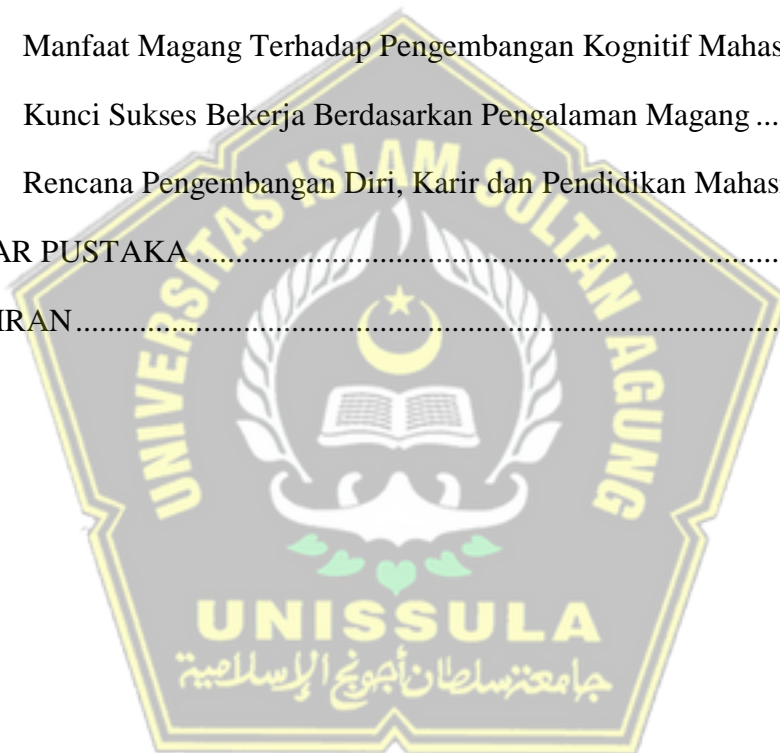 Manfaat Magang Terhadap Pengembangan Kognitif Mahas
Kunci Sukses Bekerja Berdasarkan Pengalaman Magang ...
Rencana Pengembangan Diri, Karir dan Pendidikan Mahas
AR PUSTAKA ...........................................................................
IRAN..........................................................................................
UNIVERSITAS ISLAM SULTAN AGUNG
UNISSULA
جامعة سلطان أجونج الإسلامية